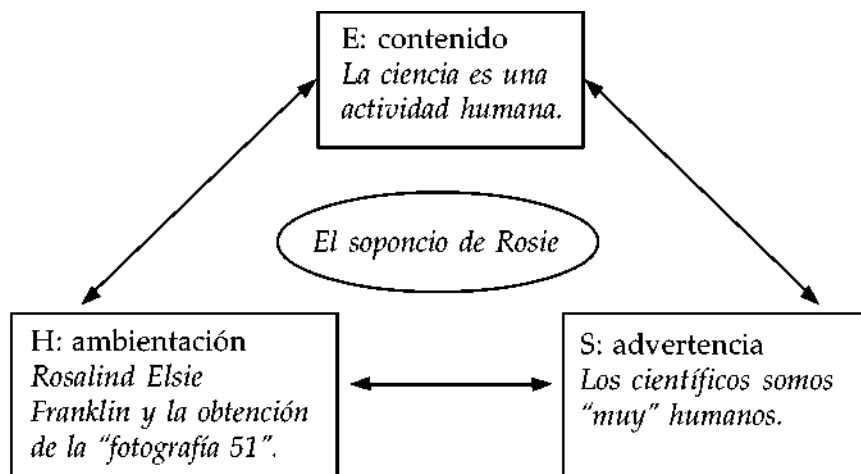 E: contenido
La ciencia es una
actividad humana.
El soponcio de Rosie
H: ambientación
Rosalind Elsie
Franklin y la obtención
de la “fotografía 51”.
S: advertencia
Los científicos somos
“muy” humanos.